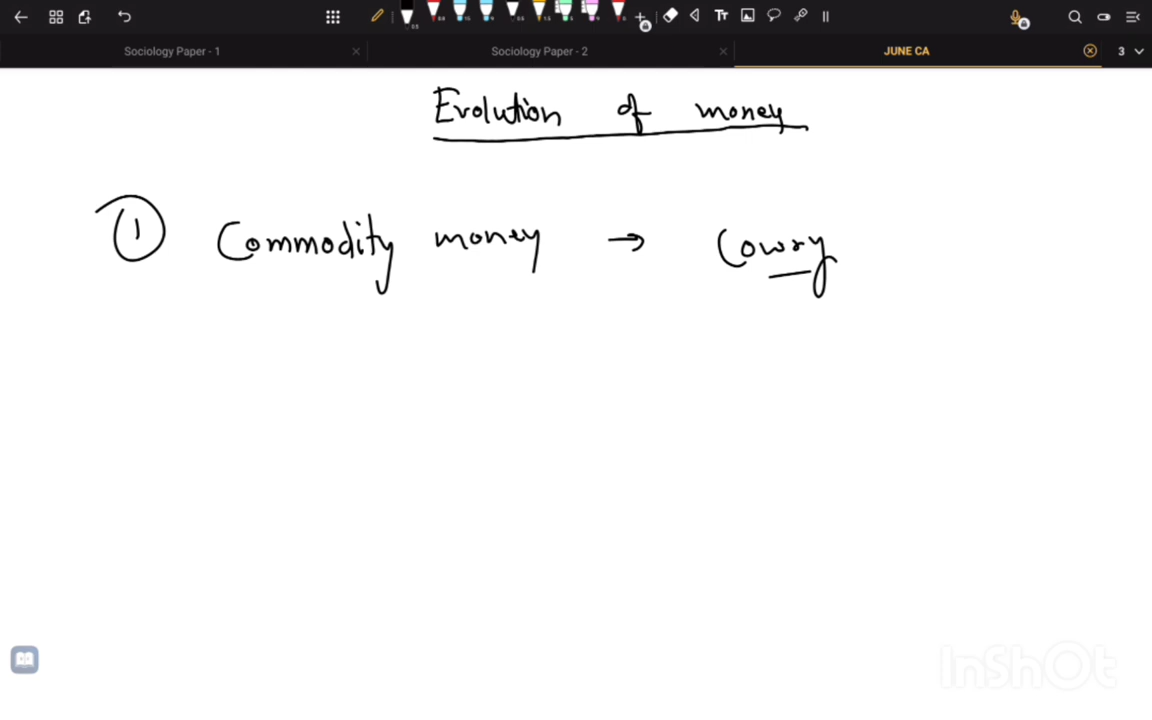 Sociology Paper - 1
Sociology Paper - 2
JUNE CA
3
Evolution of money
① Commodity money → Cowry
InShOt